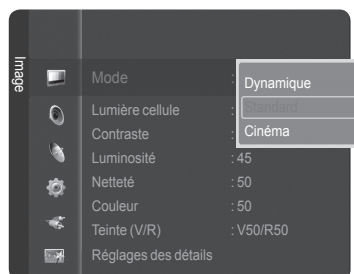 Image
Mode : Dynamique
Standard
Cinéma
Lumière cellule :
Contraste :
Luminosité : 45
Netteté : 50
Couleur : 50
Teinte (V/R) : V50/R50
Réglages des détails